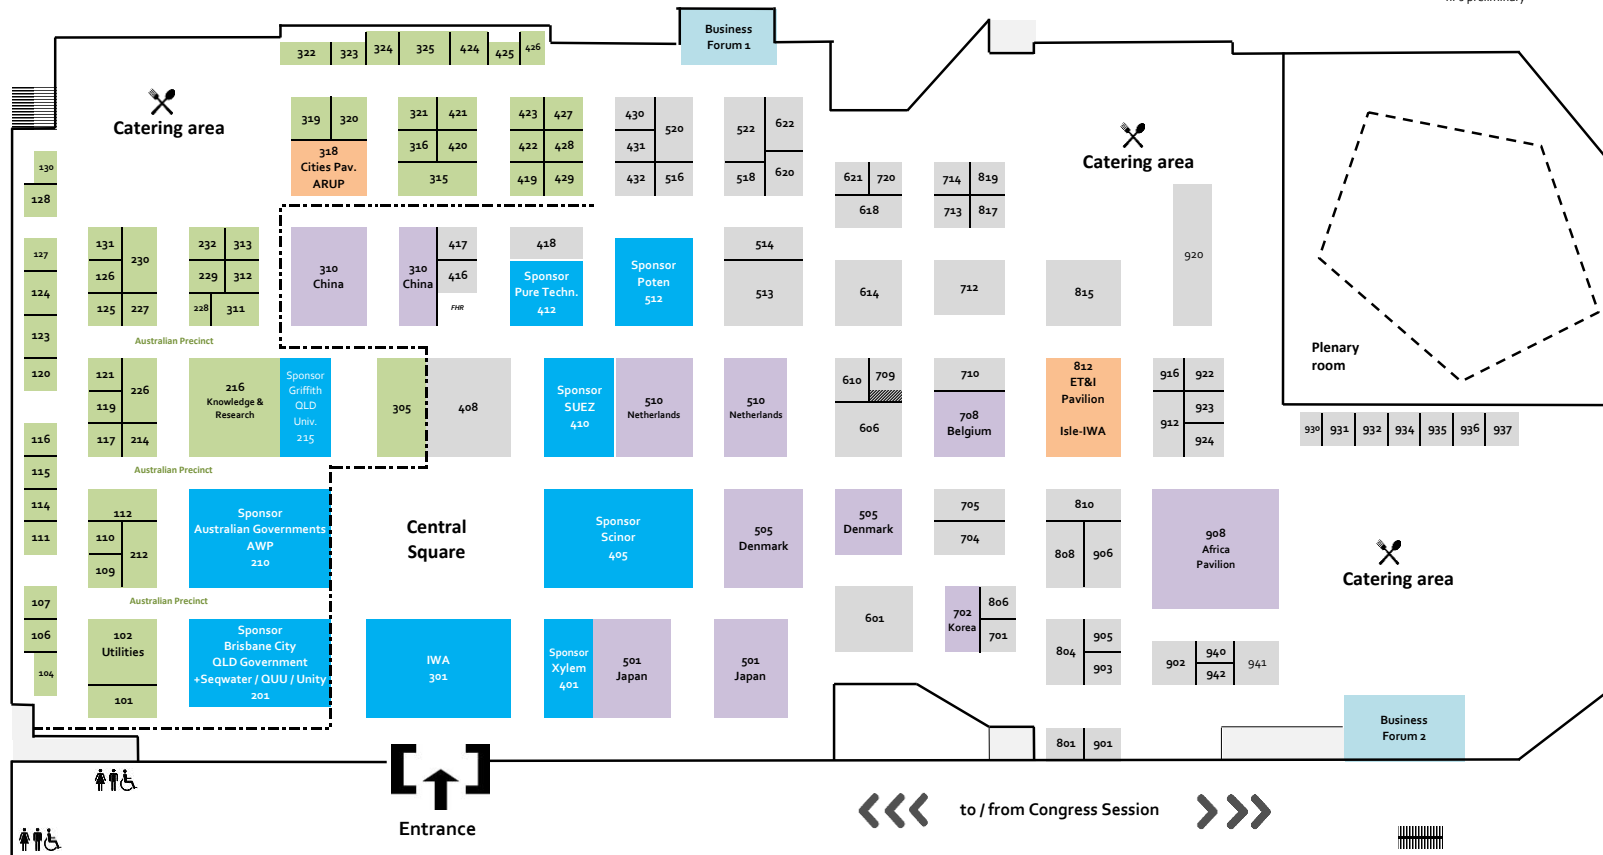 Business
Forum 1
322
323
324
325
424
425
426
Catering area
319
320
318
Cities Pav.
ARUP
321
421
316
420
315
423
427
422
428
419
429
430
520
431
432
516
522
622
518
620
621
720
618
714
819
713
817
Catering area
130
128
127
124
123
120
131
230
126
125
227
232
313
229
312
228
311
Australian Precinct
310
China
310
China
417
416
FHR
418
Sponsor
Pure Techn.
412
Sponsor
Poten
512
514
513
614
712
815
920
Plenary
room
121
226
119
117
214
216
Knowledge &
Research
Sponsor
Griffith
QLD
Univ.
215
305
408
Sponsor
SUEZ
410
510
Netherlands
510
Netherlands
610
709
606
710
708
Belgium
812
ET&I
Pavilion
Isle-IWA
916
922
912
923
924
930
931
932
934
935
936
937
116
115
114
111
Australian Precinct
112
110
212
109
Sponsor
Australian Governments
AWP
210
Central
Square
Sponsor
Scinor
405
505
Denmark
505
Denmark
705
704
810
808
906
908
Africa
Pavilion
Catering area
107
106
104
Australian Precinct
102
Utilities
101
Sponsor
Brisbane City
QLD Government
+Seqwater / QUU / Unity
201
IWA
301
Sponsor
Xylem
401
501
Japan
501
Japan
601
702
Korea
806
701
804
905
903
902
940
942
941
801
901
Business
Forum 2
Entrance
to / from Congress Session